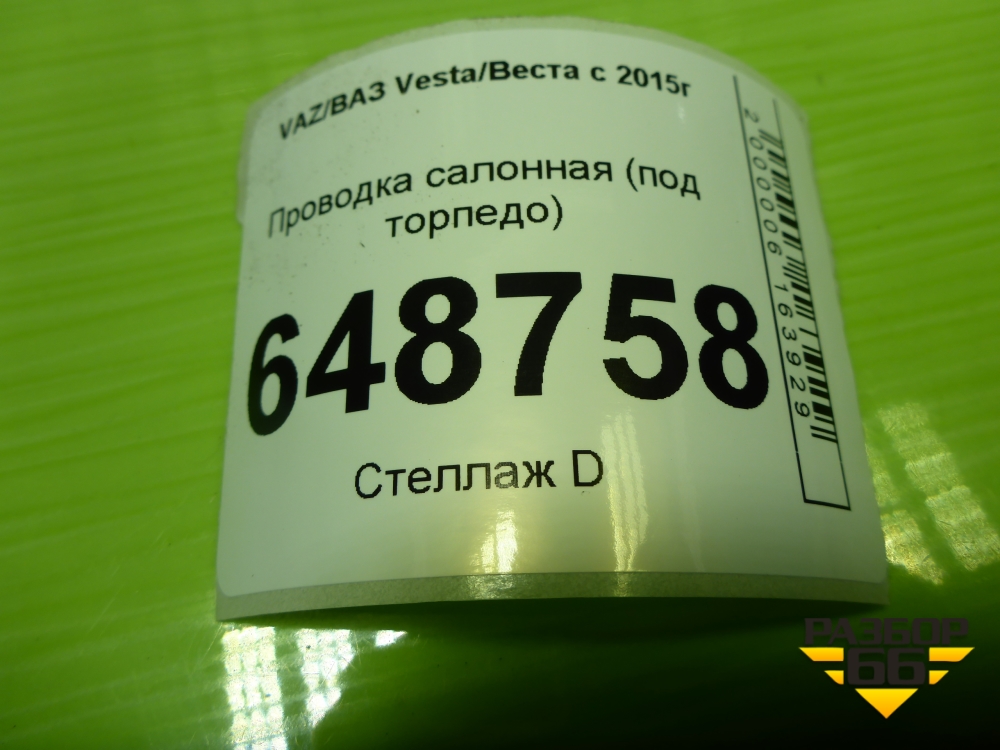 VAZ/ВАЗ Vesta/Веста с 2015г
Проводка салонная (под
торпедо)
648758
Стеллаж D
2000006163929
РАЗБОР
66